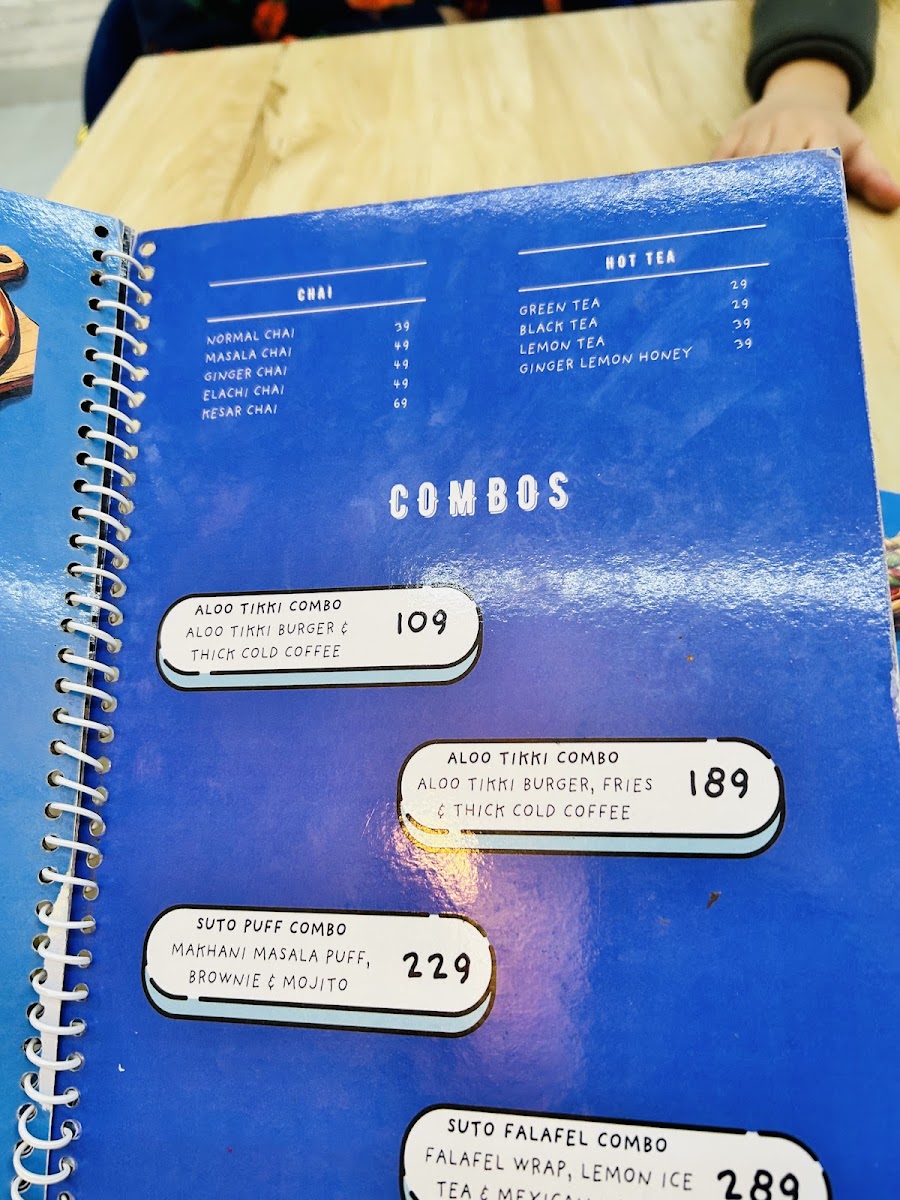 CHAI
NORMAL CHAI 39
MASALA CHAI 49
GINGER CHAI 49
ELACHI CHAI 49
KESAR CHAI 69
HOT TEA
GREEN TEA 29
BLACK TEA 29
LEMON TEA 39
GINGER LEMON HONEY 39
COMBOS
ALOO TIKKI COMBO
ALOO TIKKI BURGER &
THICK COLD COFFEE
109
ALOO TIKKI COMBO
ALOO TIKKI BURGER, FRIES
& THICK COLD COFFEE
189
SUTO PUFF COMBO
MAKHANI MASALA PUFF,
BROWNIE & MOJITO
229
SUTO FALAFEL COMBO
FALAFEL WRAP, LEMON ICE
TEA &
289